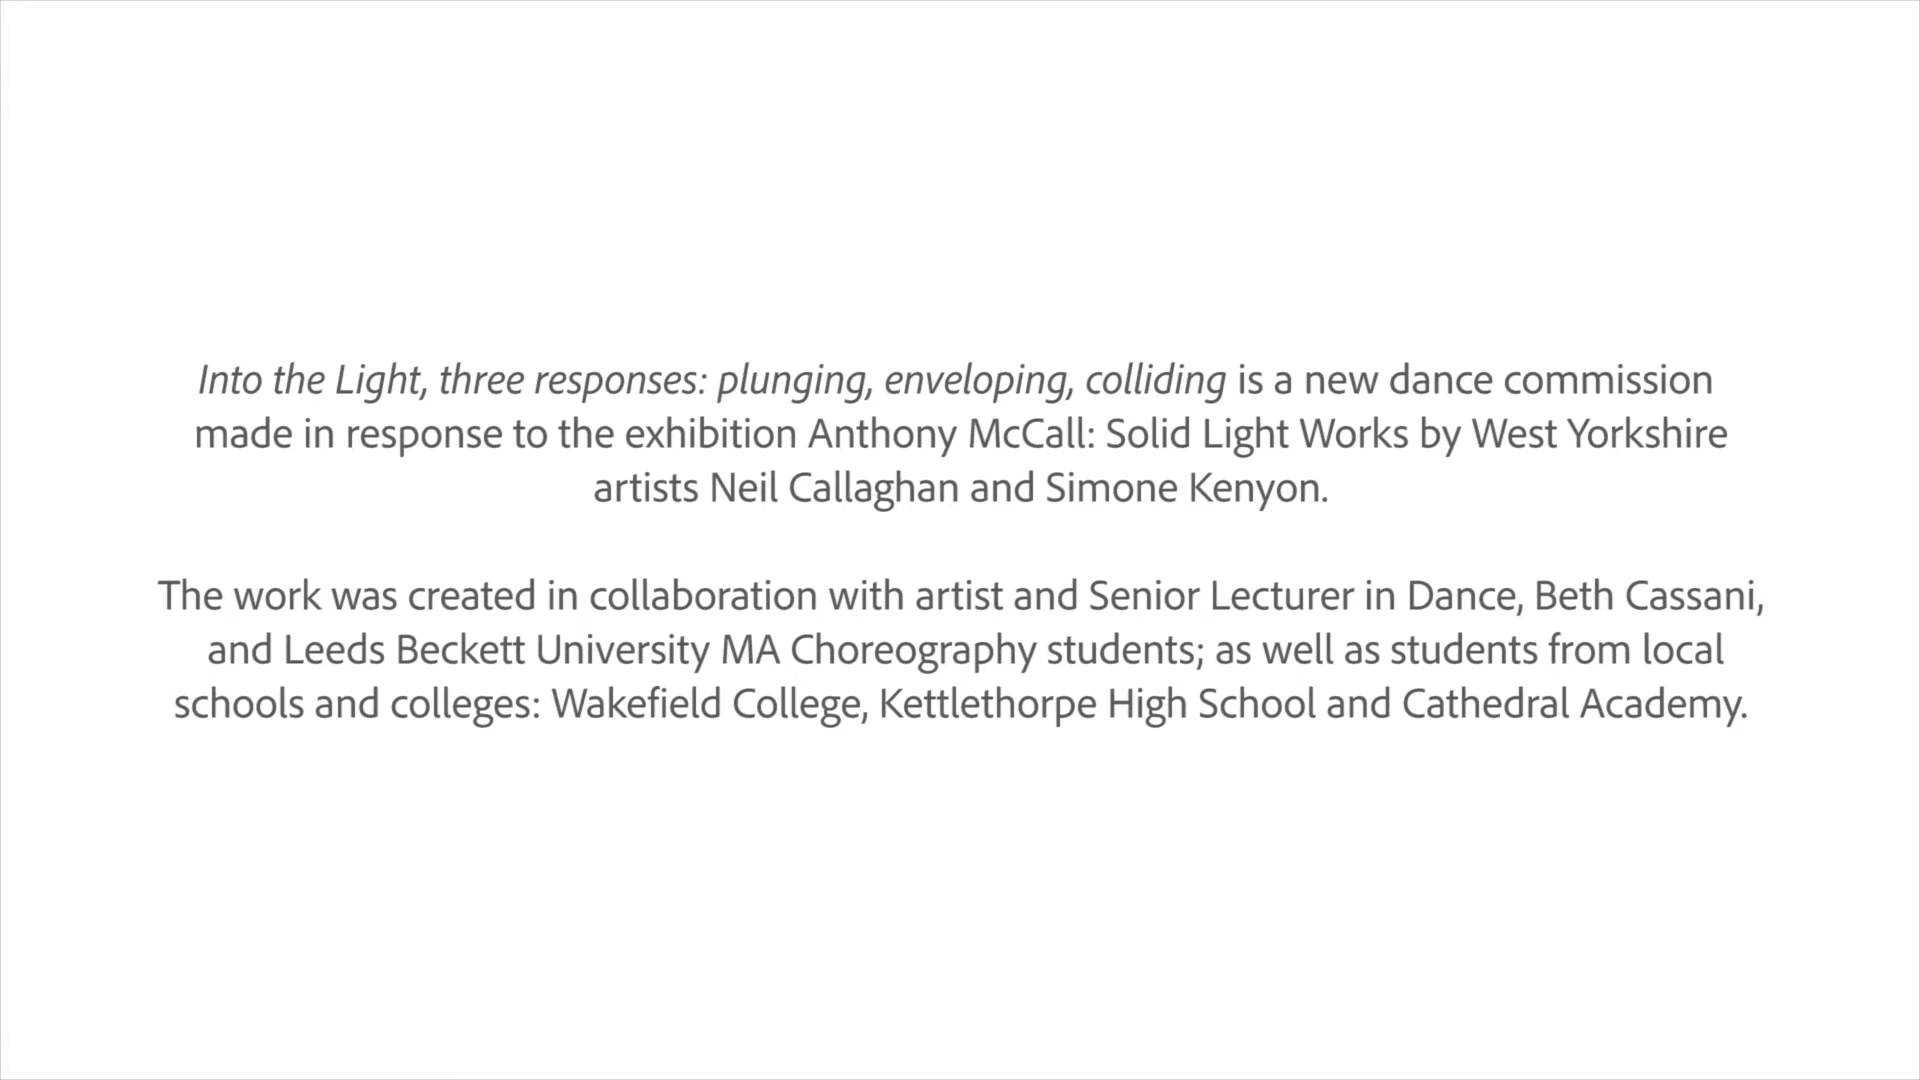 Into the Light, three responses: plunging, enveloping, colliding is a new dance commission
made in response to the exhibition Anthony McCall: Solid Light Works by West Yorkshire
artists Neil Callaghan and Simone Kenyon.
The work was created in collaboration with artist and Senior Lecturer in Dance, Beth Cassani,
and Leeds Beckett University MA Choreography students; as well as students from local
schools and colleges: Wakefield College, Kettlethorpe High School and Cathedral Academy.